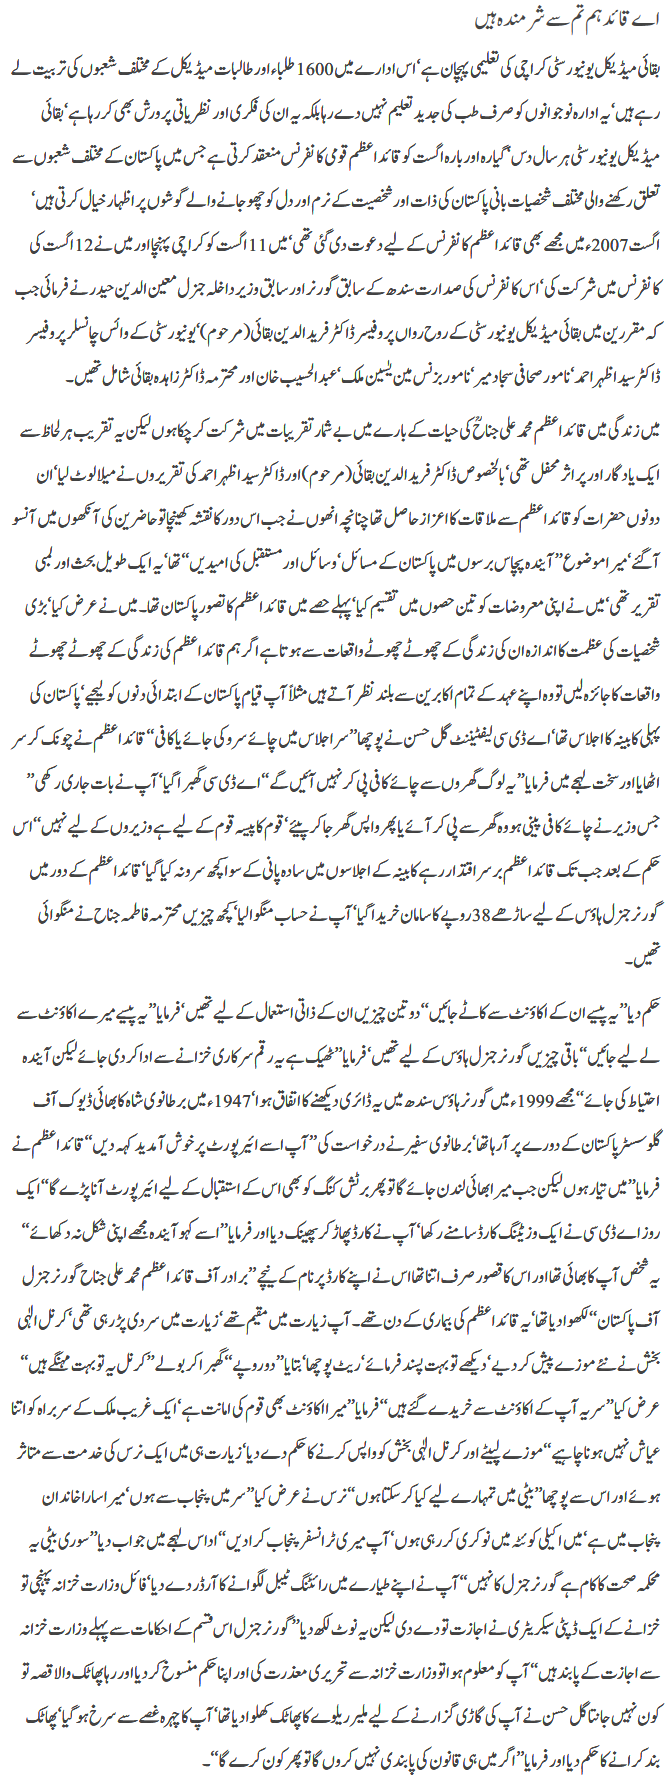 اے قائد ہم تم سے شرمندہ ہیں
بقائی میڈیکل یونیورسٹی کراچی کی تعلیمی پہچان ہے‘ اس ادارے میں 1600 طلباء اور طالبات میڈیکل کے مختلف شعبوں کی تربیت لے
رہے ہیں‘ یہ ادارہ نوجوانوں کو صرف طب کی جدید تعلیم نہیں دے رہا بلکہ یہ ان کی فکری اور نظریاتی پرورش بھی کر رہا ہے‘ بقائی
میڈیکل یونیورسٹی ہر سال دس‘ گیارہ اور بارہ اگست کو قائداعظم قومی کانفرنس منعقد کرتی ہے جس میں پاکستان کے مختلف شعبوں سے
تعلق رکھنے والی مختلف شخصیات بانی پاکستان کی ذات اور شخصیت کے نرم اور دل کو چھو جانے والے گوشوں پر اظہار خیال کرتی ہیں‘
اگست 2007ء میں مجھے بھی قائداعظم کانفرنس کے لیے دعوت دی گئی تھی‘ میں 11 اگست کو کراچی پہنچا اور میں نے 12 اگست کی
کانفرنس میں شرکت کی‘ اس کانفرنس کی صدارت سندھ کے سابق گورنر اور سابق وزیر داخلہ جنرل معین الدین حیدر نے فرمائی جب
کہ مقررین میں بقائی میڈیکل یونیورسٹی کے روح رواں پروفیسر ڈاکٹر فرید الدین بقائی (مرحوم)‘ یونیورسٹی کے وائس چانسلر پروفیسر
ڈاکٹر سید اظہر احمد‘ نامور صحافی سجاد میر‘ نامور بزنس مین یٰسین ملک‘ عبدالحسیب خان اور محترمہ ڈاکٹر زاہدہ بقائی شامل تھیں۔
میں زندگی میں قائداعظم محمد علی جناحؒ کی حیات کے بارے میں بے شمار تقریبات میں شرکت کر چکا ہوں لیکن یہ تقریب ہر لحاظ سے
ایک یادگار اور پر اثر محفل تھی‘ بالخصوص ڈاکٹر فرید الدین بقائی (مرحوم) اور ڈاکٹر سید اظہر احمد کی تقریروں نے میلا لوٹ لیا‘ ان
دونوں حضرات کو قائداعظم سے ملاقات کا اعزاز حاصل تھا چنانچہ انھوں نے جب اس دور کا نقشہ کھینچا تو حاضرین کی آنکھوں میں آنسو
آ گئے‘ میرا موضوع ’’آیندہ پچاس برسوں میں پاکستان کے مسائل‘ وسائل اور مستقبل کی امیدیں‘‘ تھا‘ یہ ایک طویل بحث اور لمبی
تقریر تھی‘ میں نے اپنی معروضات کو تین حصوں میں تقسیم کیا‘ پہلے حصے میں قائداعظم کا تصور پاکستان تھا۔ میں نے عرض کیا‘ بڑی
شخصیات کی عظمت کا اندازہ ان کی زندگی کے چھوٹے چھوٹے واقعات سے ہوتا ہے اگر ہم قائداعظم کی زندگی کے چھوٹے چھوٹے
واقعات کا جائزہ لیں تو وہ اپنے عہد کے تمام اکابرین سے بلند نظر آتے ہیں مثلاً آپ قیام پاکستان کے ابتدائی دنوں کو لیجیے‘ پاکستان کی
پہلی کابینہ کا اجلاس تھا‘ اے ڈی سی لیفٹیننٹ گل حسن نے پوچھا ’’سر اجلاس میں چائے سرو کی جائے یا کافی‘‘ قائداعظم نے چونک کر سر
اٹھایا اور سخت لہجے میں فرمایا ’’یہ لوگ گھروں سے چائے کافی پی کر نہیں آئیں گے‘‘ اے ڈی سی گھبرا گیا‘ آپ نے بات جاری رکھی ’’
جس وزیر نے چائے کافی پینی ہو وہ گھر سے پی کر آئے یا پھر واپس گھر جا کر پیئے‘ قوم کا پیسہ قوم کے لیے ہے وزیروں کے لیے نہیں‘‘ اس
حکم کے بعد جب تک قائداعظم برسراقتدار رہے کابینہ کے اجلاسوں میں سادہ پانی کے سوا کچھ سرو نہ کیا گیا‘ قائداعظم کے دور میں
گورنر جنرل ہاؤس کے لیے ساڑھے 38 روپے کا سامان خریدا گیا‘ آپ نے حساب منگوا لیا‘ کچھ چیزیں محترمہ فاطمہ جناح نے منگوائی
تھیں۔
حکم دیا ’’یہ پیسے ان کے اکاؤنٹ سے کاٹے جائیں‘‘ دو تین چیزیں ان کے ذاتی استعمال کے لیے تھیں‘ فرمایا ’’یہ پیسے میرے اکاؤنٹ سے
لے لیے جائیں‘‘ باقی چیزیں گورنر جنرل ہاؤس کے لیے تھیں‘ فرمایا ’’ٹھیک ہے یہ رقم سرکاری خزانے سے ادا کر دی جائے لیکن آیندہ
احتیاط کی جائے‘‘ مجھے 1999ء میں گورنر ہاؤس سندھ میں یہ ڈائری دیکھنے کا اتفاق ہوا‘ 1947ء میں برطانوی شاہ کا بھائی ڈیوک آف
گلوسسٹر پاکستان کے دورے پر آ رہا تھا‘ برطانوی سفیر نے درخواست کی ’’آپ اسے ائیرپورٹ پر خوش آمدید کہہ دیں‘‘ قائداعظم نے
فرمایا ’’میں تیار ہوں لیکن جب میرا بھائی لندن جائے گا تو پھر برٹش کنگ کو بھی اس کے استقبال کے لیے ائیرپورٹ آنا پڑے گا‘‘ ایک
روز اے ڈی سی نے ایک وزیٹنگ کارڈ سامنے رکھا‘ آپ نے کارڈ پھاڑ کر پھینک دیا اور فرمایا ’’اسے کہو آیندہ مجھے اپنی شکل نہ دکھائے‘‘
یہ شخص آپ کا بھائی تھا اور اس کا قصور صرف اتنا تھا اس نے اپنے کارڈ پر نام کے نیچے ’’برادر آف قائداعظم محمد علی جناح گورنر جنرل
آف پاکستان‘‘ لکھوا دیا تھا‘ یہ قائداعظم کی بیماری کے دن تھے۔ آپ زیارت میں مقیم تھے‘ زیارت میں سردی پڑ رہی تھی‘ کرنل الٰہی
بخش نے نئے موزے پیش کر دیے‘ دیکھے تو بہت پسند فرمائے‘ ریٹ پوچھا‘ بتایا ’’دو روپے‘‘ گھبرا کر بولے ’’کرنل یہ تو بہت مہنگے ہیں‘‘
عرض کیا ’’سر یہ آپ کے اکاؤنٹ سے خریدے گئے ہیں‘‘ فرمایا ’’میرا اکاؤنٹ بھی قوم کی امانت ہے‘ ایک غریب ملک کے سربراہ کو اتنا
عیاش نہیں ہونا چاہیے‘‘ موزے لپیٹے اور کرنل الٰہی بخش کو واپس کرنے کا حکم دے دیا‘ زیارت ہی میں ایک نرس کی خدمت سے متاثر
ہوئے اور اس سے پوچھا ’’بیٹی میں تمہارے لیے کیا کر سکتا ہوں‘‘ نرس نے عرض کیا ’’سر میں پنجاب سے ہوں‘ میرا سارا خاندان
پنجاب میں ہے‘ میں اکیلی کوئٹہ میں نوکری کر رہی ہوں‘ آپ میری ٹرانسفر پنجاب کرا دیں‘‘ اداس لہجے میں جواب دیا ’’سوری بیٹی یہ
محکمہ صحت کا کام ہے گورنر جنرل کا نہیں‘‘ آپ نے اپنے طیارے میں رائٹنگ ٹیبل لگوانے کا آرڈر دے دیا‘ فائل وزارت خزانہ پہنچی تو
خزانے کے ایک ڈپٹی سیکریٹری نے اجازت تو دے دی لیکن یہ نوٹ لکھ دیا ’’گورنر جنرل اس قسم کے احکامات سے پہلے وزارت خزانہ
سے اجازت کے پابند ہیں‘‘ آپ کو معلوم ہوا تو وزارت خزانہ سے تحریری معذرت کی اور اپنا حکم منسوخ کر دیا اور رہا پھاٹک والا قصہ تو
کون نہیں جانتا گل حسن نے آپ کی گاڑی گزارنے کے لیے ملیر ریلوے کا پھاٹک کھلوا دیا تھا‘ آپ کا چہرہ غصے سے سرخ ہو گیا‘ پھاٹک
بند کرانے کا حکم دیا اور فرمایا ’’اگر میں ہی قانون کی پابندی نہیں کروں گا تو پھر کون کرے گا‘‘۔